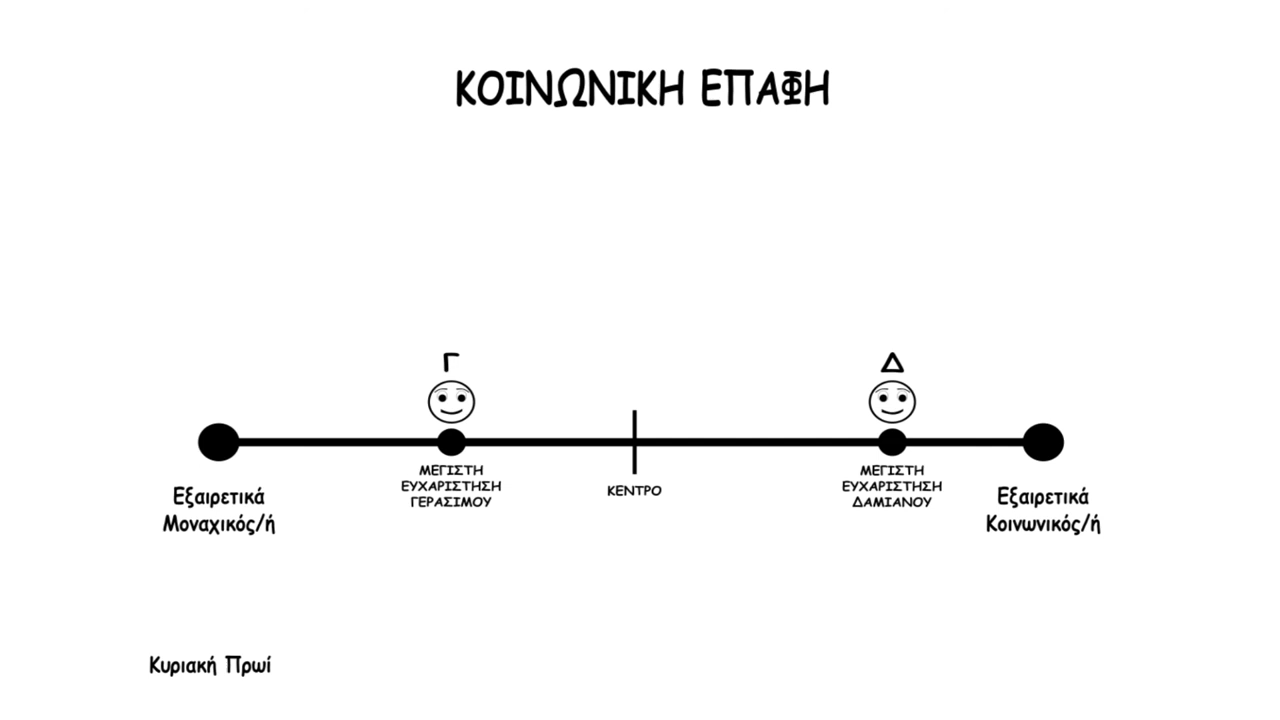 ΚΟΙΝΩΝΙΚΗ ΕΠΑΦΗ
Γ
Δ
ΜΕΓΙΣΤΗ
ΕΥΧΑΡΙΣΤΗΣΗ
ΓΕΡΑΣΙΜΟΥ
ΚΕΝΤΡΟ
ΜΕΓΙΣΤΗ
ΕΥΧΑΡΙΣΤΗΣΗ
ΔΑΜΙΑΝΟΥ
Εξαιρετικά
Μοναχικός/ή
Εξαιρετικά
Κοινωνικός/ή
Κυριακή Πρωί